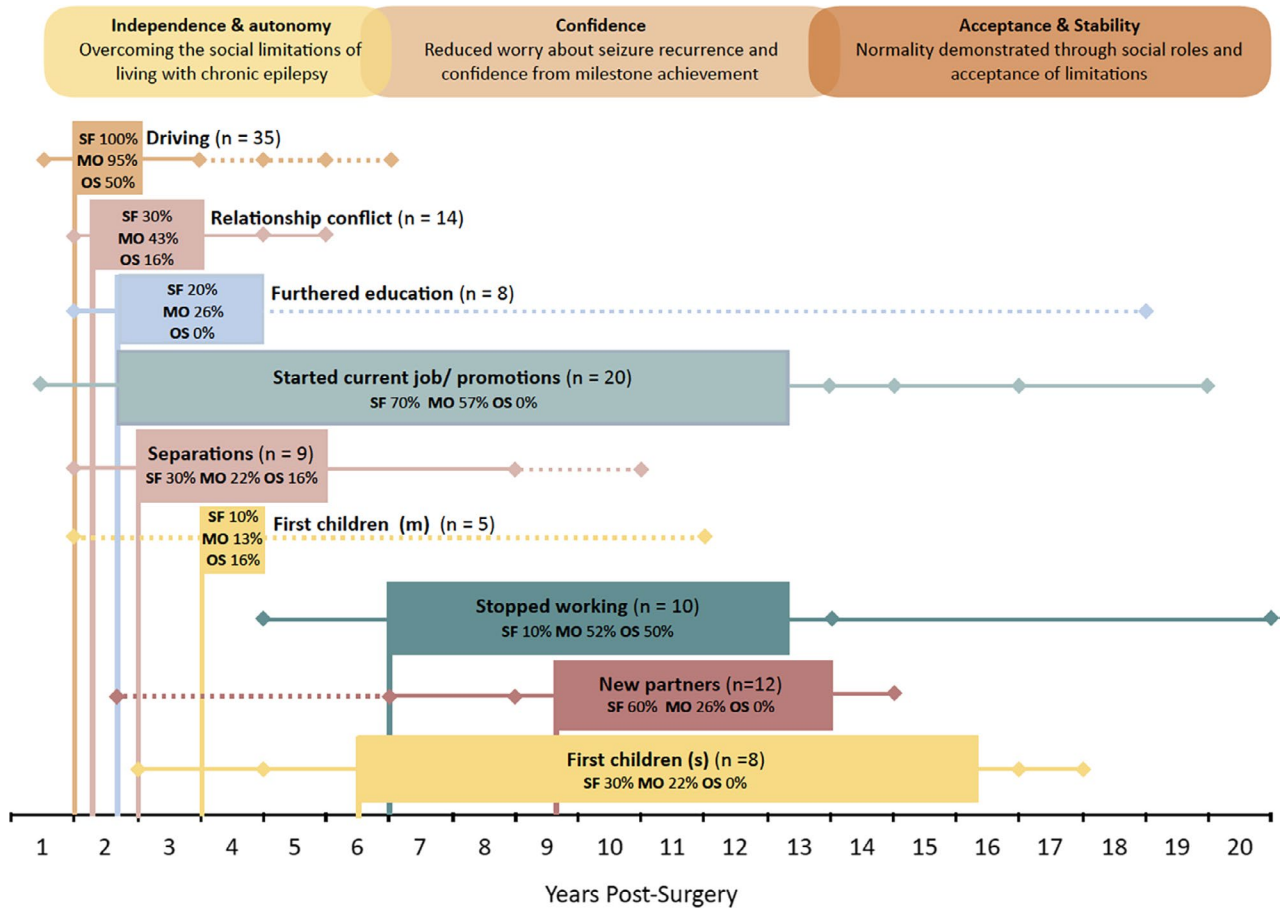 Independence & autonomy
Overcoming the social limitations of
living with chronic epilepsy
Confidence
Reduced worry about seizure recurrence and
confidence from milestone achievement
Acceptance & Stability
Normality demonstrated through social roles and
acceptance of limitations
SF 100%
MO 95%
OS 50%
Driving (n = 35)
SF 30%
MO 43%
OS 16%
Relationship conflict (n = 14)
SF 20%
MO 26%
OS 0%
Furthered education (n = 8)
Started current job/ promotions (n = 20)
SF 70% MO 57% OS 0%
Separations (n = 9)
SF 30% MO 22% OS 16%
SF 10%
MO 13%
OS 16%
First children (m) (n = 5)
Stopped working (n = 10)
SF 10% MO 52% OS 50%
New partners (n=12)
SF 60% MO 26% OS 0%
First children (s) (n =8)
SF 30% MO 22% OS 0%
1 2 3 4 5 6 7 8 9 10 11 12 13 14 15 16 17 18 19 20
Years Post-Surgery